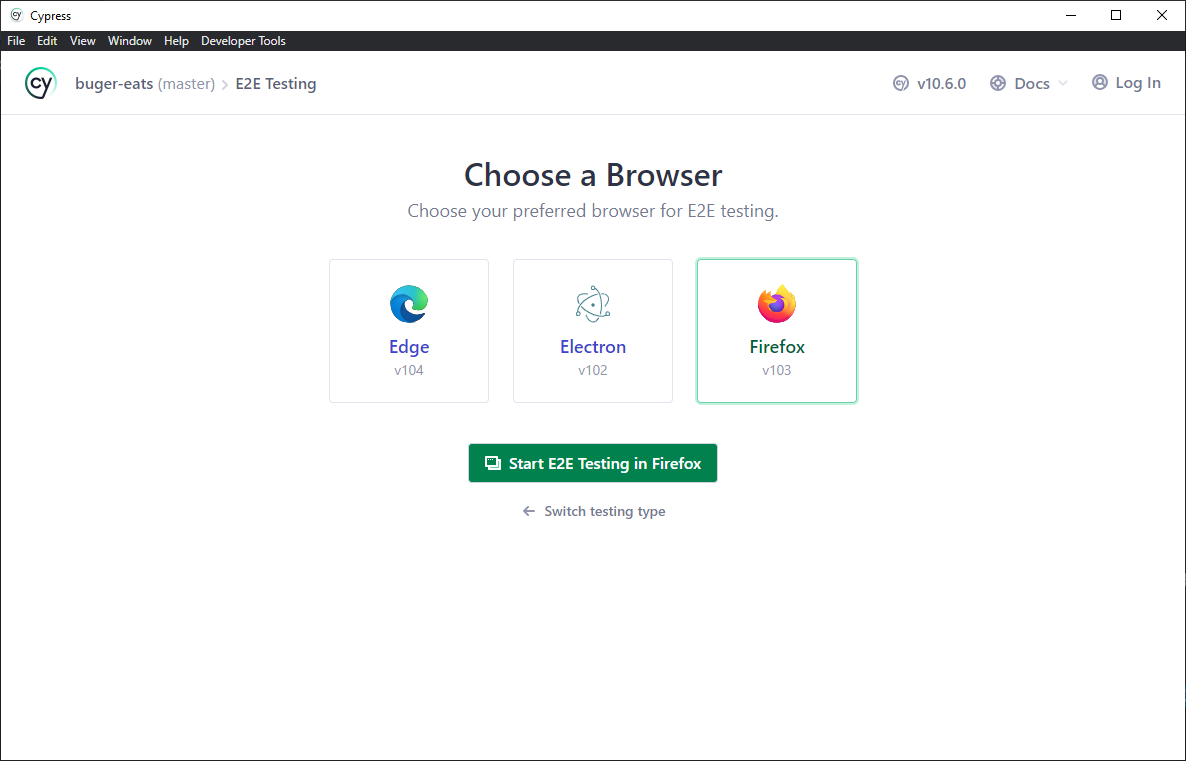 Cypress
File Edit View Window Help Developer Tools
cy buger-eats (master) > E2E Testing v10.6.0 Docs Log In
Choose a Browser
Choose your preferred browser for E2E testing.
Edge Electron Firefox
v104 v102 v103
Start E2E Testing in Firefox
Switch testing type